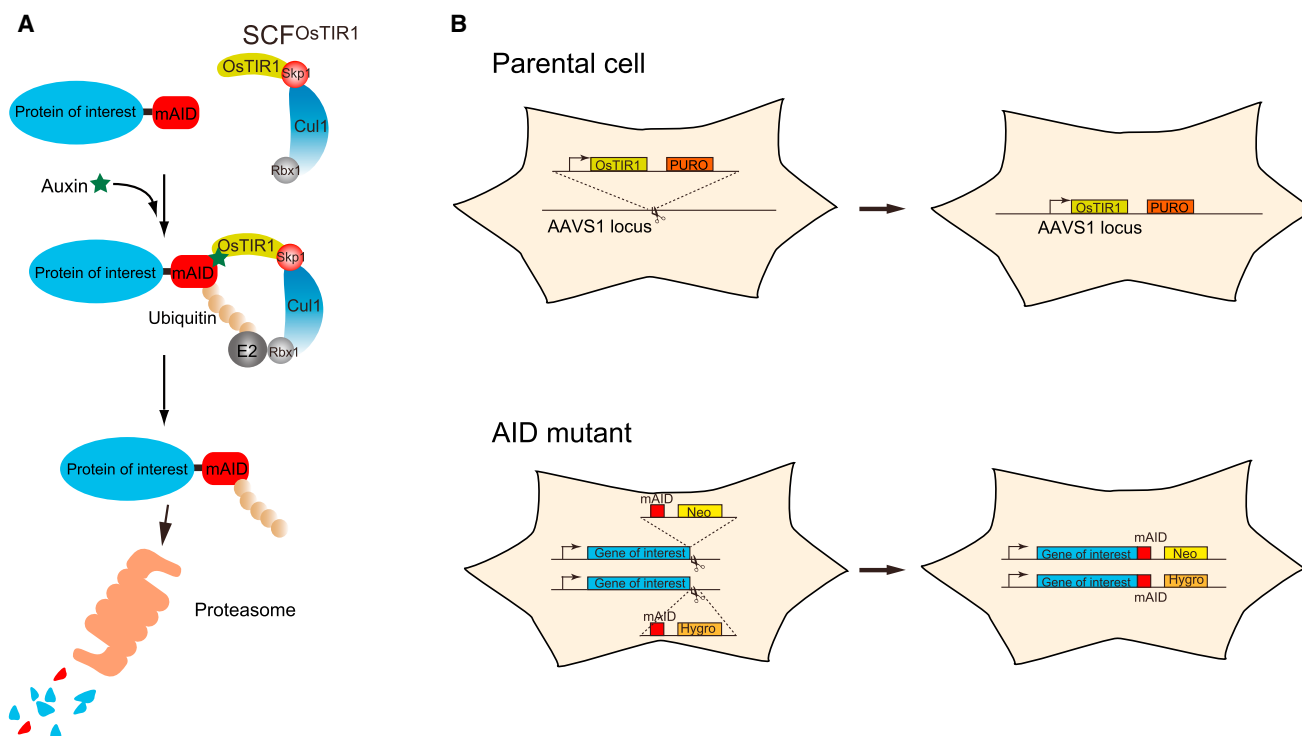 A
SCFOsTIR1
OsTIR1
Skp1
Protein of interest
mAID
Cul1
Rbx1
Auxin
OsTIR1
Skp1
Protein of interest
mAID
Cul1
Ubiquitin
E2
Rbx1
Protein of interest
mAID
Proteasome
B
Parental cell
OsTIR1
PURO
AAVS1 locus
OsTIR1
PURO
AAVS1 locus
AID mutant
mAID
Neo
Gene of interest
Gene of interest
mAID
Hygro
mAID
Gene of interest
Neo
Gene of interest
Hygro
mAID